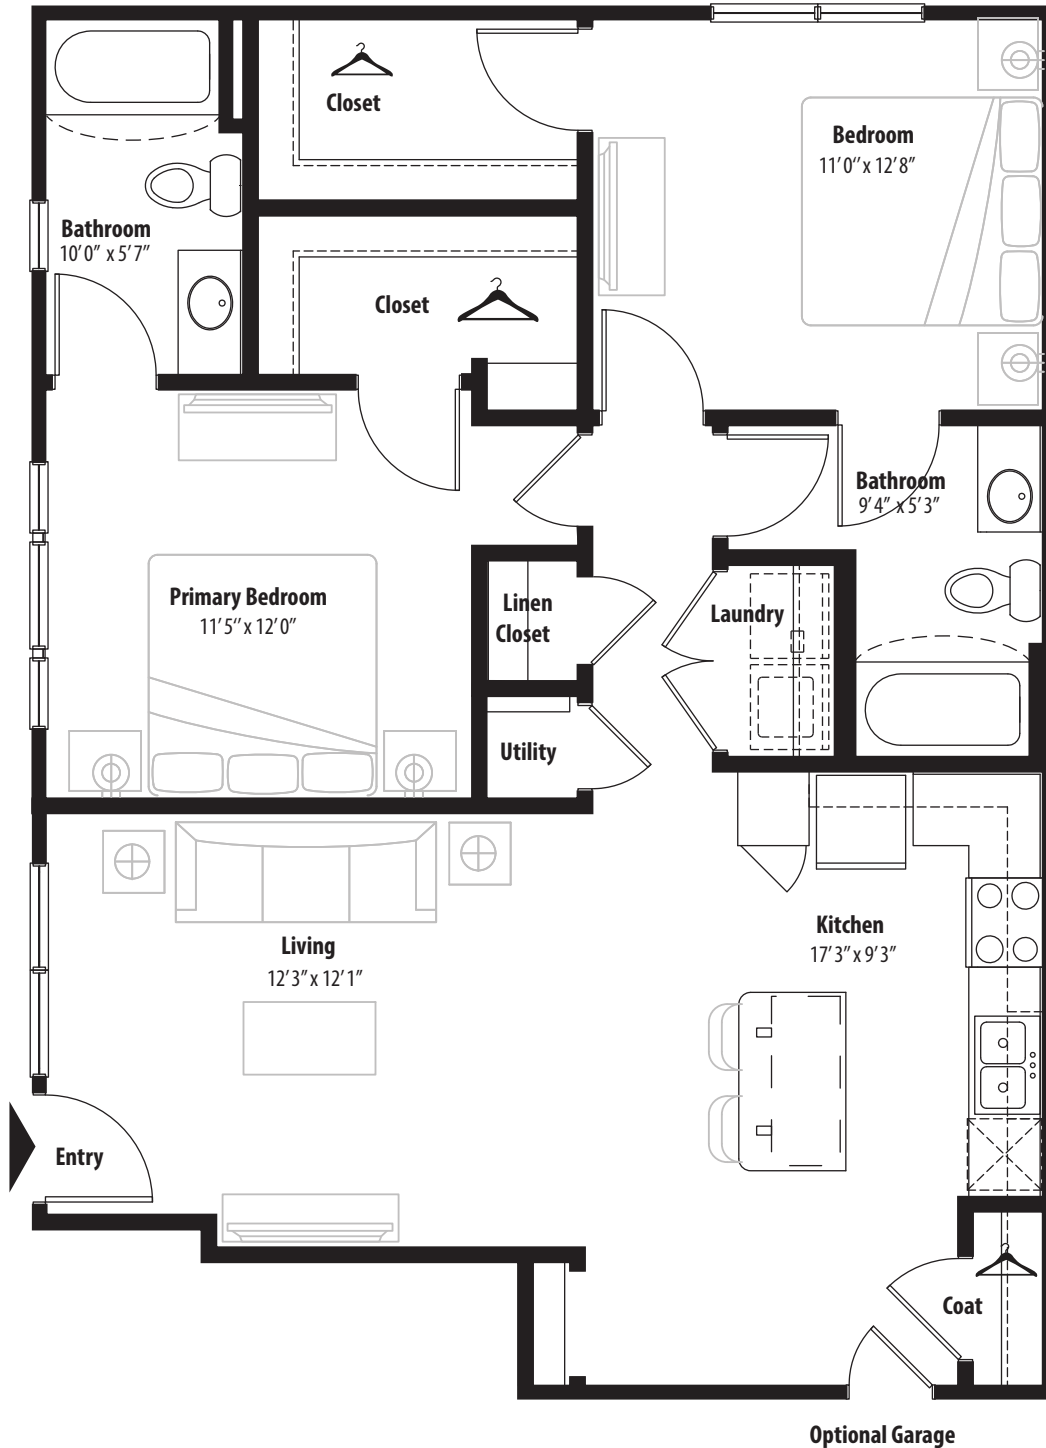 Closet
Bedroom
11'0" x 12'8"
Bathroom
10'0" x 5'7"
Closet
Bathroom
9'4" x 5'3"
Primary Bedroom
11'5" x 12'0"
Linen
Closet
Laundry
Utility
Kitchen
17'3" x 9'3"
Living
12'3" x 12'1"
Entry
Coat
Optional Garage